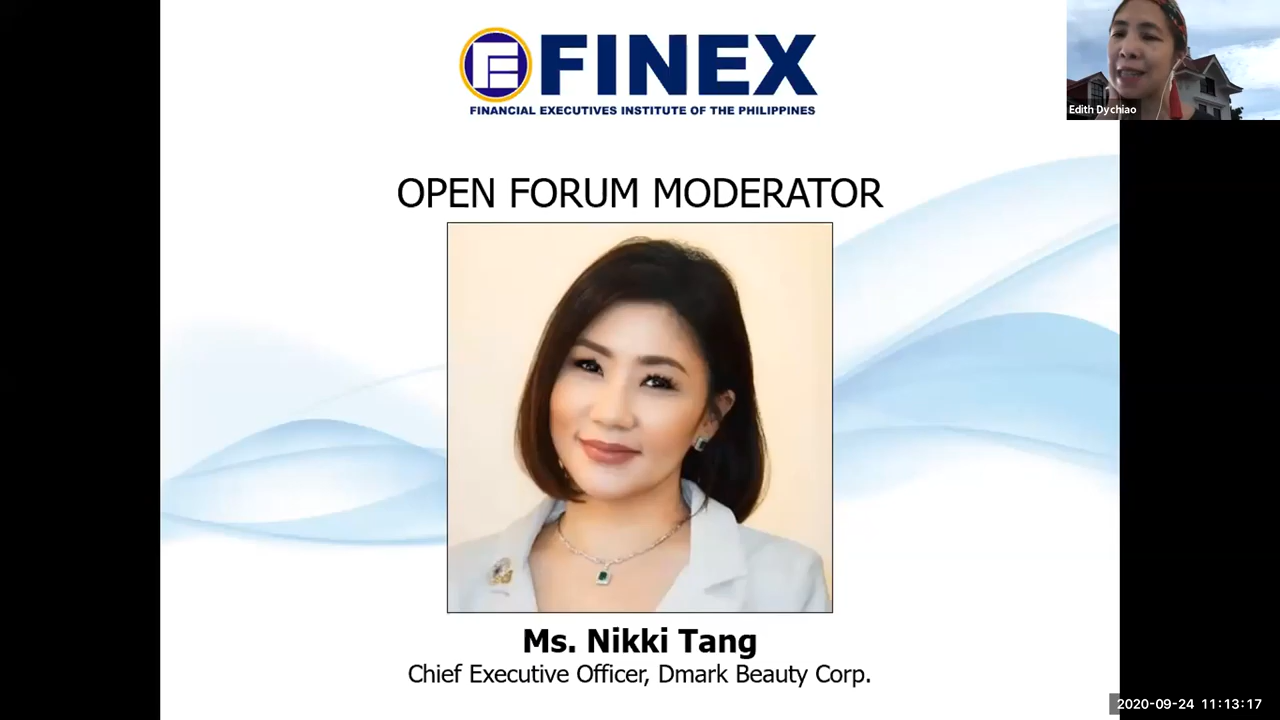 FINEX
FINANCIAL EXECUTIVES INSTITUTE OF THE PHILIPPINES
Edith Dychiao
OPEN FORUM MODERATOR
Ms. Nikki Tang
Chief Executive Officer, Dmark Beauty Corp.
2020-09-24 11:13:17